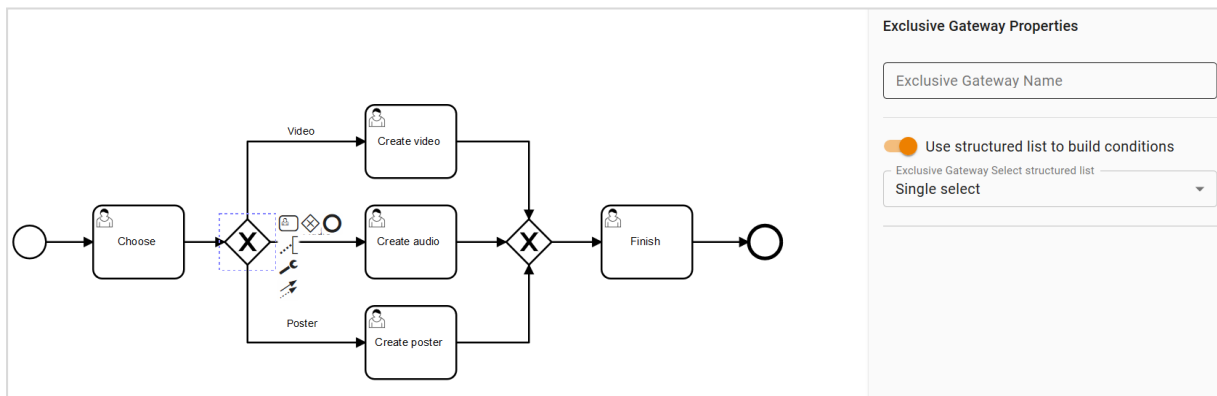 Exclusive Gateway Properties
Exclusive Gateway Name
Use structured list to build conditions
Exclusive Gateway Select structured list
Single select
Video
Create video
Choose
Create audio
Finish
Poster
Create poster